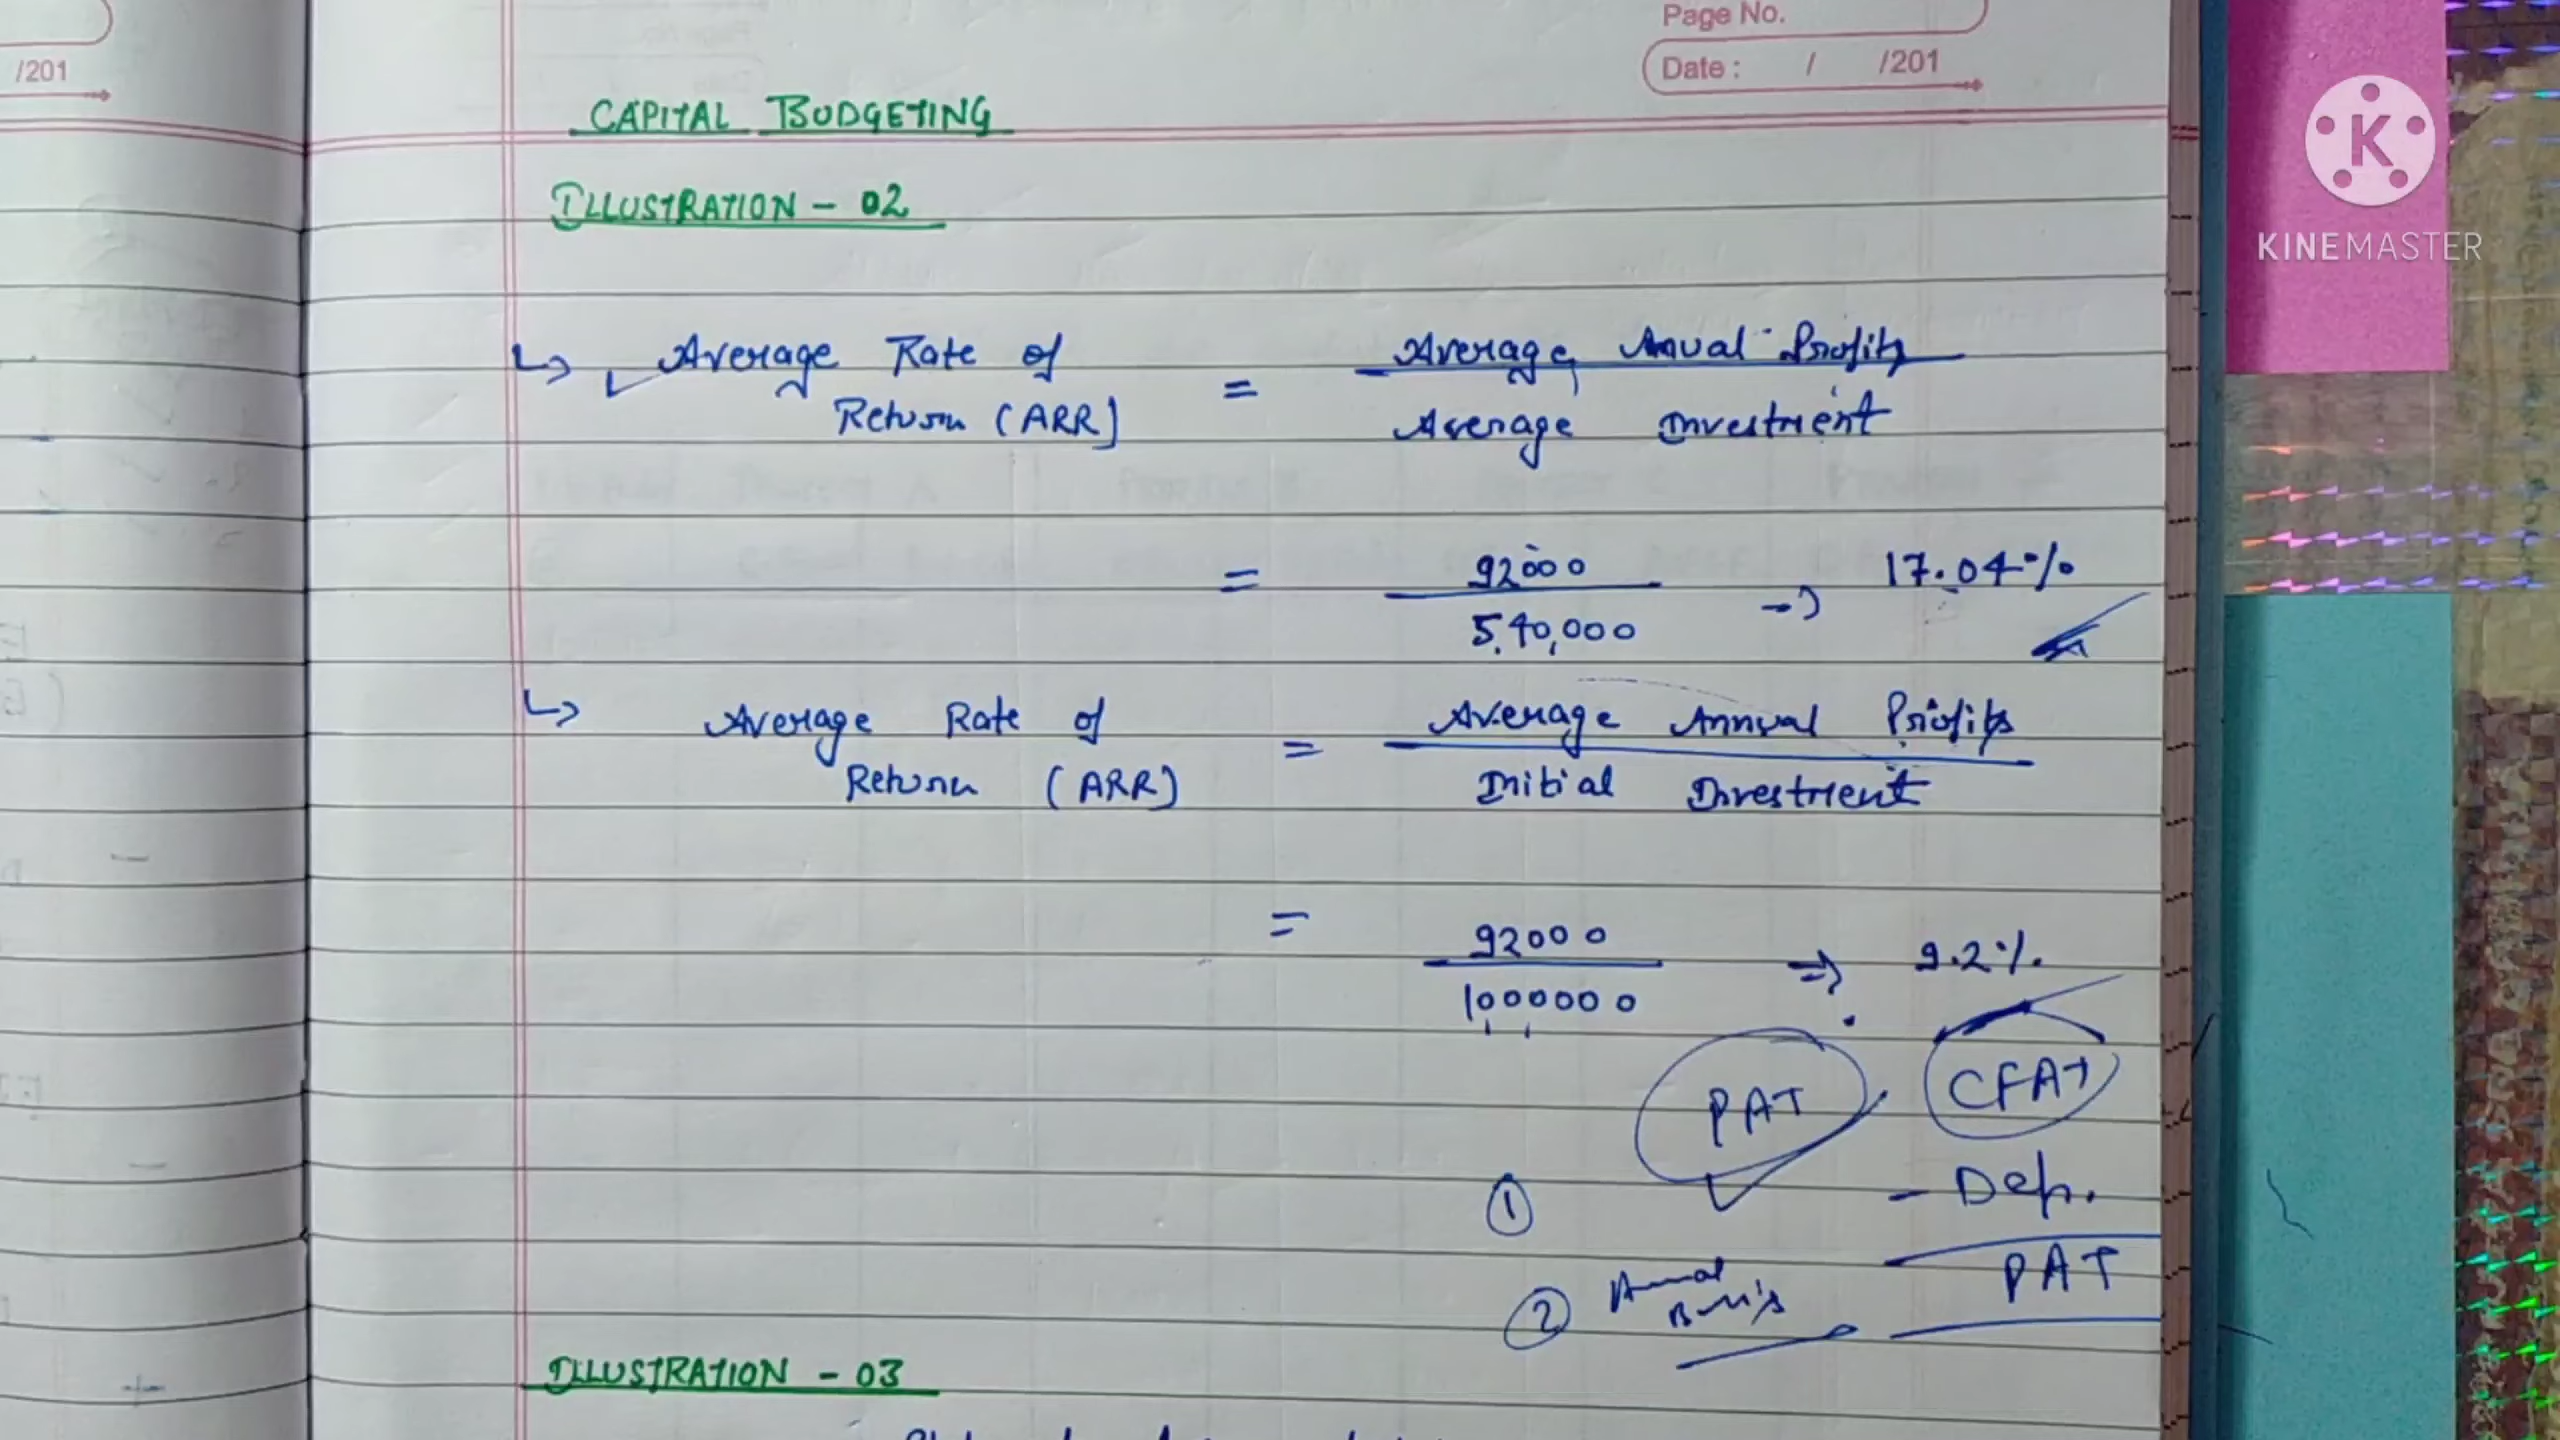 Page No.
/201
Date : / /201
CAPITAL BUDGETING
ILLUSTRATION - 02
KINEMASTER
Average Rate of Return (ARR) = Average Anual Profits
Average Investment
= 92000
5,40,000 → 17.04%
Average Rate of Return (ARR) = Average Annual Profits
Initial Investment
= 92000
1000000 ⇒ 9.2%
PAT CFAT
① - Dep.
② Annual Basis PAT
ILLUSTRATION - 03